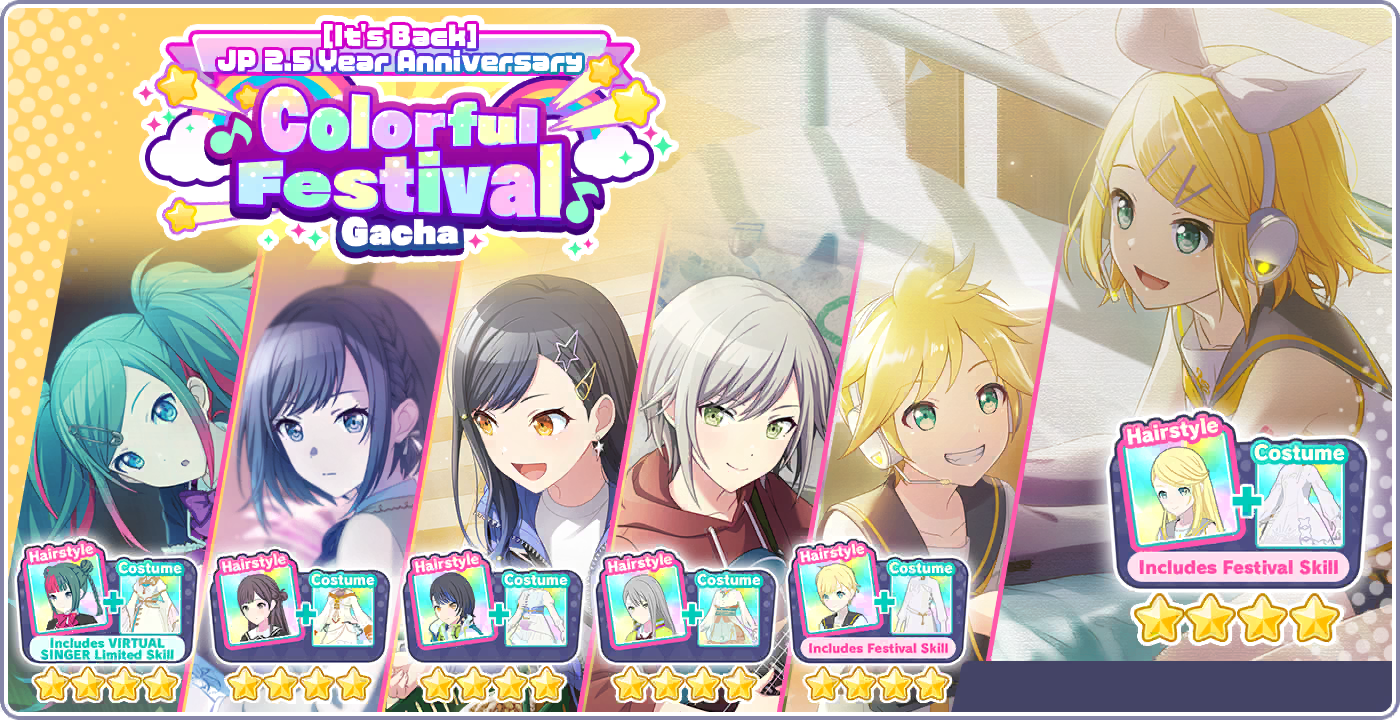 [It's Back]
JP 2.5 Year Anniversary
Colorful
Festival
Gacha
Hairstyle
Costume
Includes VIRTUAL
SINGER Limited Skill
Hairstyle
Costume
Hairstyle
Costume
Hairstyle
Costume
Hairstyle
Costume
Includes Festival Skill
Hairstyle
Costume
Includes Festival Skill